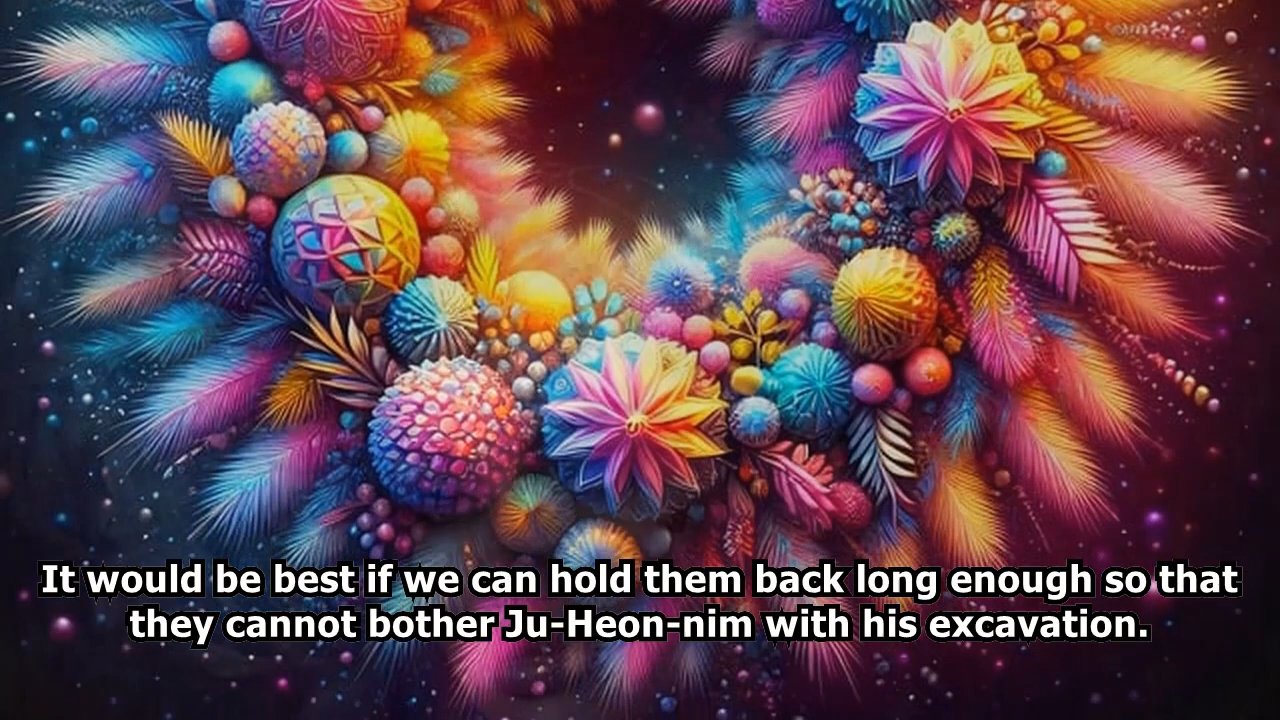 It would be best if we can hold them back long enough so that
they cannot bother Ju-Heon-nim with his excavation.